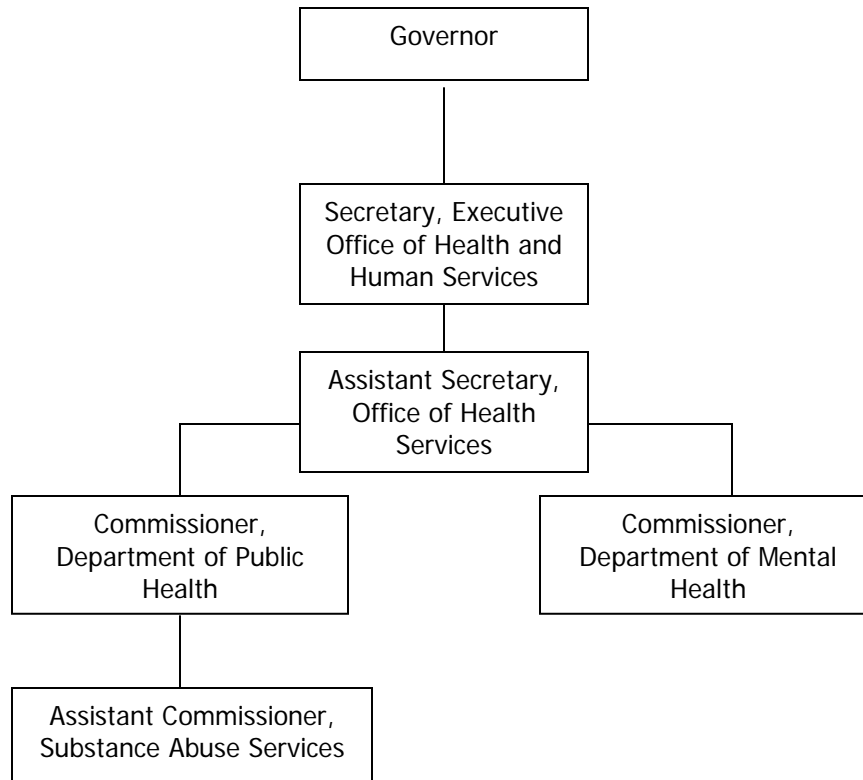 Governor
Secretary, Executive
Office of Health and
Human Services
Assistant Secretary,
Office of Health
Services
Commissioner,
Department of Public
Health
Commissioner,
Department of Mental
Health
Assistant Commissioner,
Substance Abuse Services